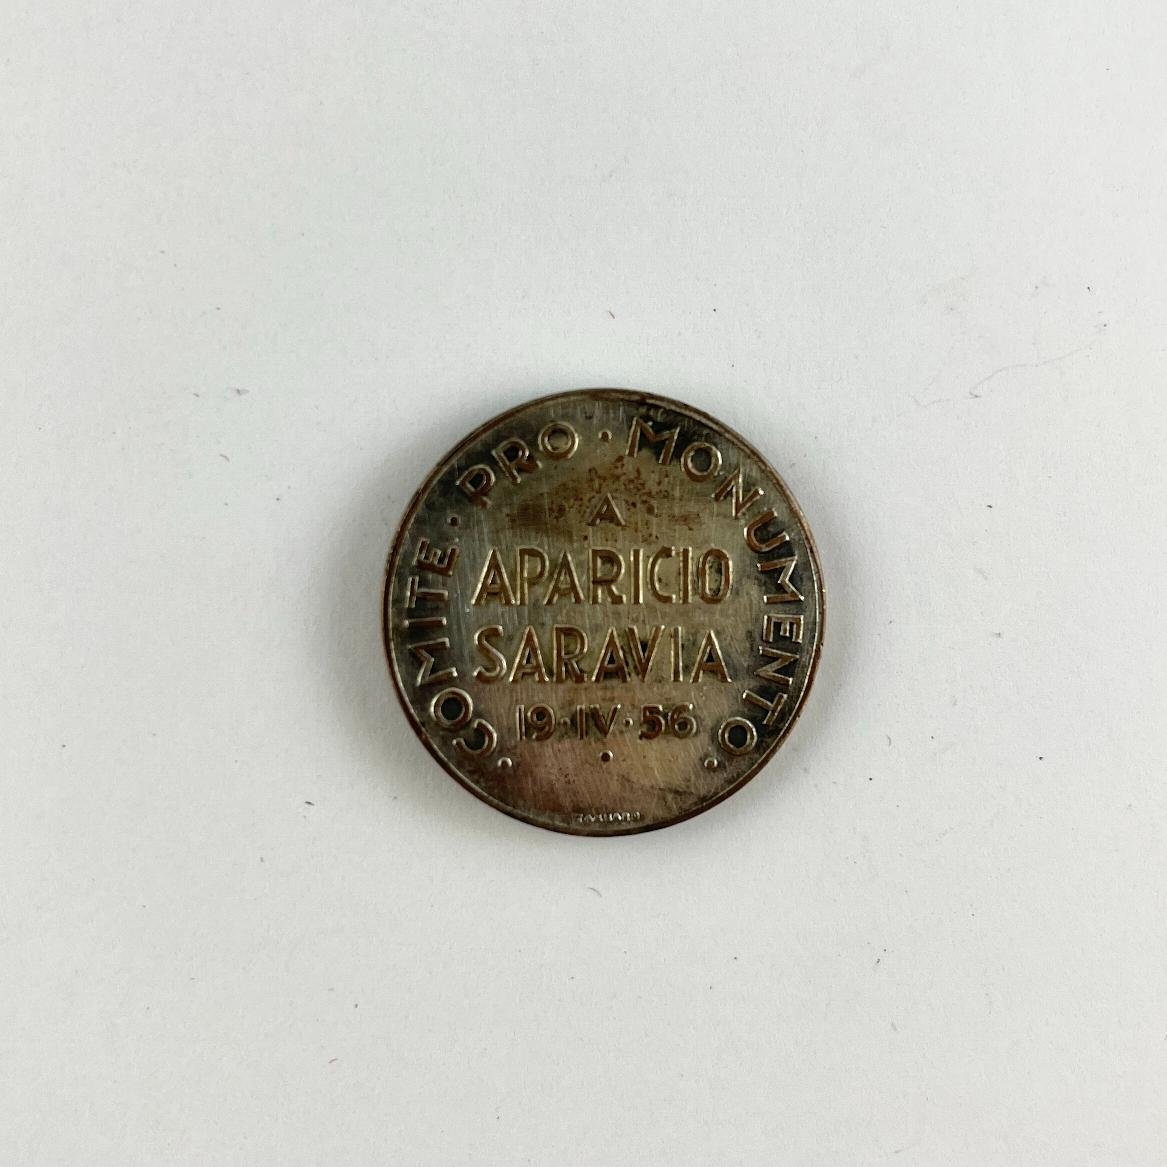 COMITE · PRO · MONUMENTO
A
APARICIO
SARAVIA
19·IV·56